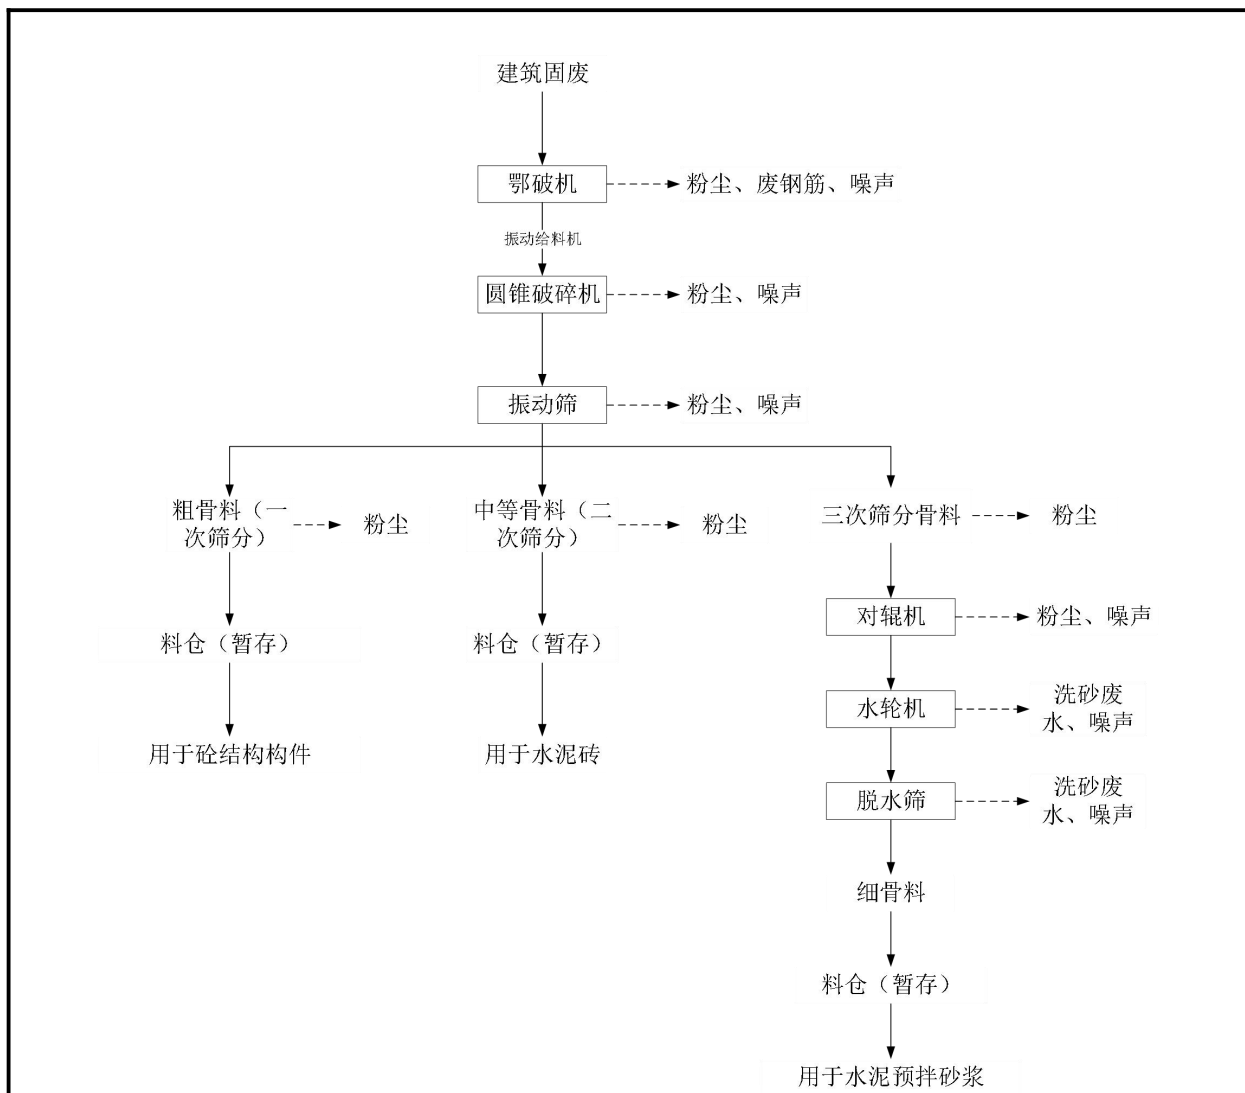 建筑固废
鄂破机
粉尘、废钢筋、噪声
振动给料机
圆锥破碎机
粉尘、噪声
振动筛
粉尘、噪声
粗骨料（一
次筛分）
粉尘
中等骨料（二
次筛分）
粉尘
三次筛分骨料
粉尘
对辊机
粉尘、噪声
料仓（暂存）
料仓（暂存）
水轮机
洗砂废
水、噪声
用于砼结构构件
用于水泥砖
脱水筛
洗砂废
水、噪声
细骨料
料仓（暂存）
用于水泥预拌砂浆